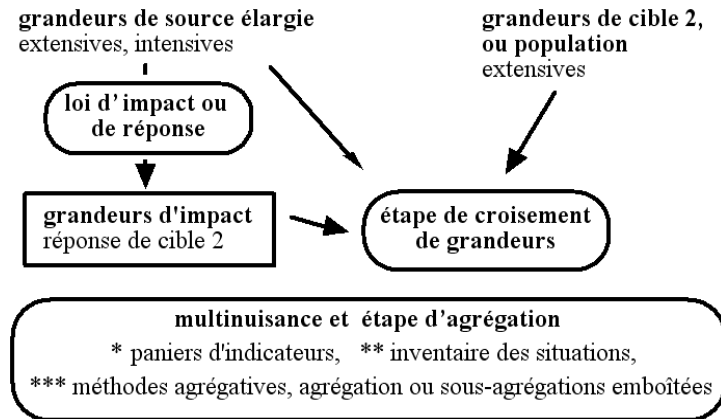 grandeurs de source élargie
extensives, intensives
grandeurs de cible 2,
ou population
extensives
loi d'impact ou
de réponse
grandeurs d'impact
réponse de cible 2
étape de croisement
de grandeurs
multinuisance et étape d'agrégation
* paniers d'indicateurs, ** inventaire des situations,
*** méthodes agrégatives, agrégation ou sous-agrégations emboîtées